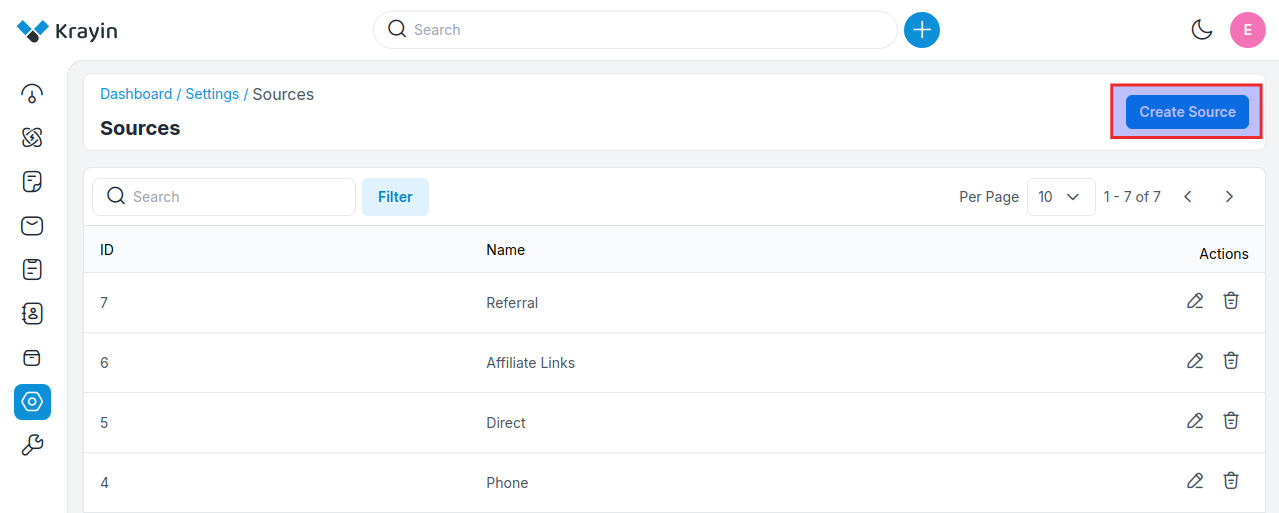 Krayin
Search
E
Dashboard / Settings / Sources
Sources
Create Source
Search
Filter
Per Page 10 1 - 7 of 7
ID Name Actions
7 Referral
6 Affiliate Links
5 Direct
4 Phone